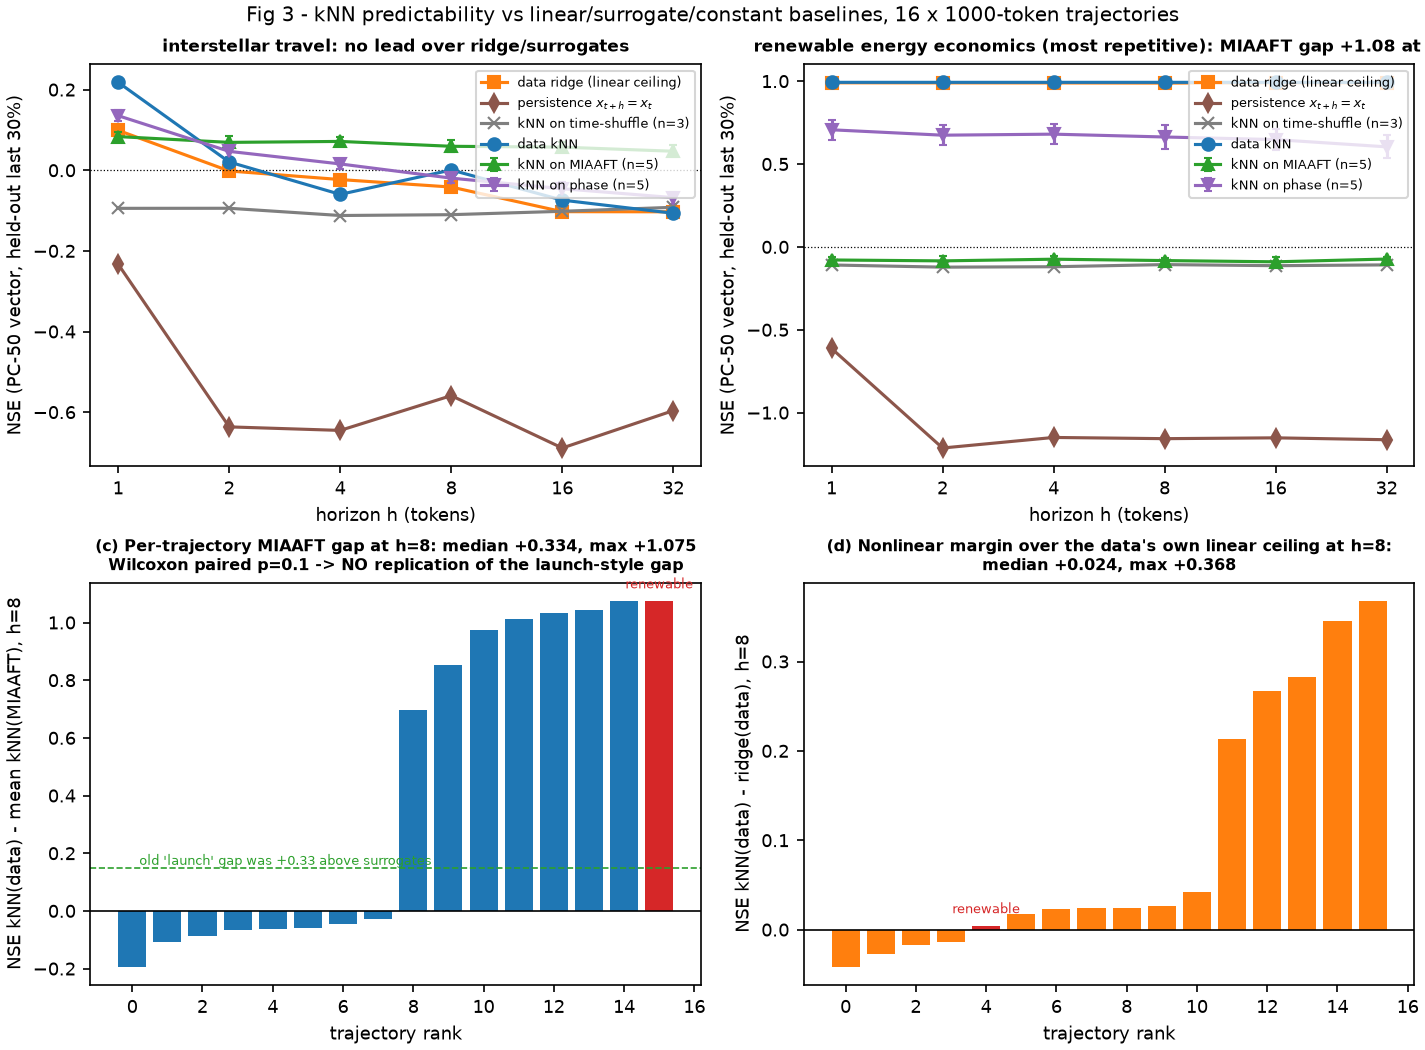 Fig 3 - kNN predictability vs linear/surrogate/constant baselines, 16 x 1000-token trajectories
interstellar travel: no lead over ridge/surrogates
NSE (PC-50 vector, held-out last 30%)
0.2
0.0
−0.2
−0.4
−0.6
data ridge (linear ceiling)
persistence xₜ₊ₕ = xₜ
kNN on time-shuffle (n=3)
data kNN
kNN on MIAAFT (n=5)
kNN on phase (n=5)
1 2 4 8 16 32
horizon h (tokens)
renewable energy economics (most repetitive): MIAAFT gap +1.08 at
NSE (PC-50 vector, held-out last 30%)
1.0
0.5
0.0
−0.5
−1.0
data ridge (linear ceiling)
persistence xₜ₊ₕ = xₜ
kNN on time-shuffle (n=3)
data kNN
kNN on MIAAFT (n=5)
kNN on phase (n=5)
1 2 4 8 16 32
horizon h (tokens)
(c) Per-trajectory MIAAFT gap at h=8: median +0.334, max +1.075
Wilcoxon paired p=0.1 -> NO replication of the launch-style gap
NSE kNN(data) - mean kNN(MIAAFT), h=8
renewable
1.0
0.8
0.6
0.4
0.2
0.0
−0.2
old 'launch' gap was +0.33 above surrogates
0 2 4 6 8 10 12 14 16
trajectory rank
(d) Nonlinear margin over the data's own linear ceiling at h=8:
median +0.024, max +0.368
NSE kNN(data) - ridge(data), h=8
0.3
0.2
0.1
0.0
renewable
0 2 4 6 8 10 12 14 16
trajectory rank